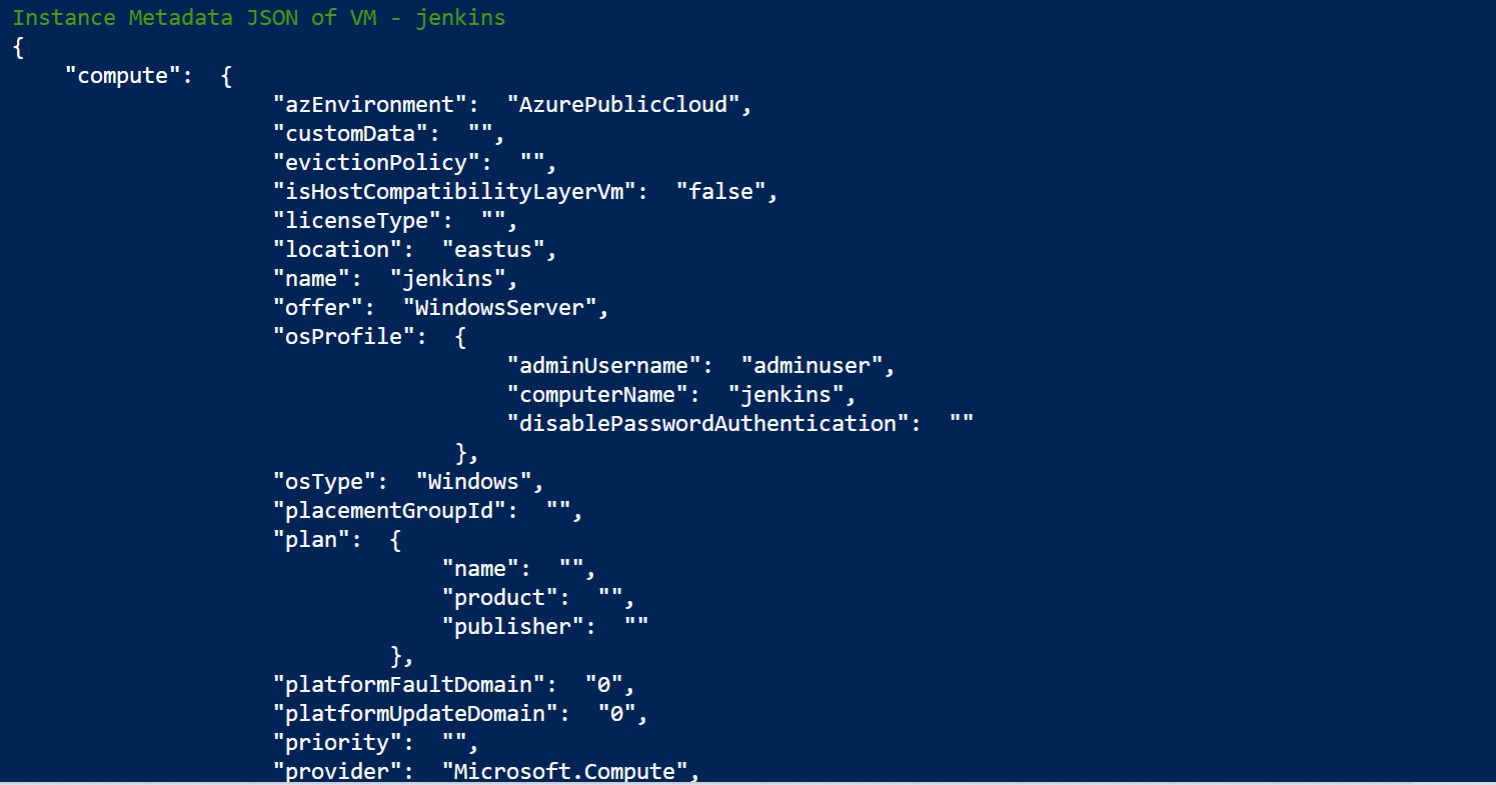 Instance Metadata JSON of VM - jenkins
{
"compute":  {
"azEnvironment":  "AzurePublicCloud",
"customData":  "",
"evictionPolicy":  "",
"isHostCompatibilityLayerVm":  "false",
"licenseType":  "",
"location":  "eastus",
"name":  "jenkins",
"offer":  "WindowsServer",
"osProfile":  {
"adminUsername":  "adminuser",
"computerName":  "jenkins",
"disablePasswordAuthentication":  ""
},
"osType":  "Windows",
"placementGroupId":  "",
"plan":  {
"name":  "",
"product":  "",
"publisher":  ""
},
"platformFaultDomain":  "0",
"platformUpdateDomain":  "0",
"priority":  "",
"provider":  "Microsoft.Compute",